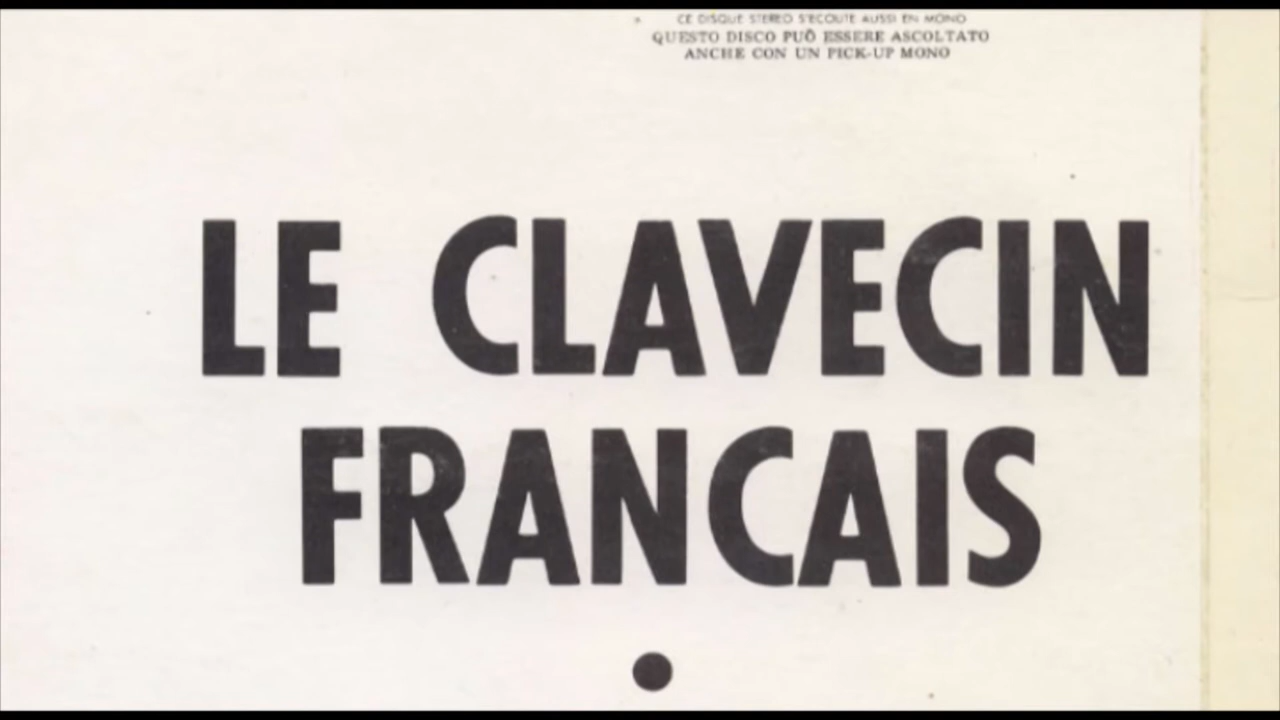 CE DISQUE STEREO S'ECOUTE AUSSI EN MONO
QUESTO DISCO PUÕ ESSERE ASCOLTATO
ANCHE CON UN PICK-UP MONO
LE CLAVECIN
FRANCAIS